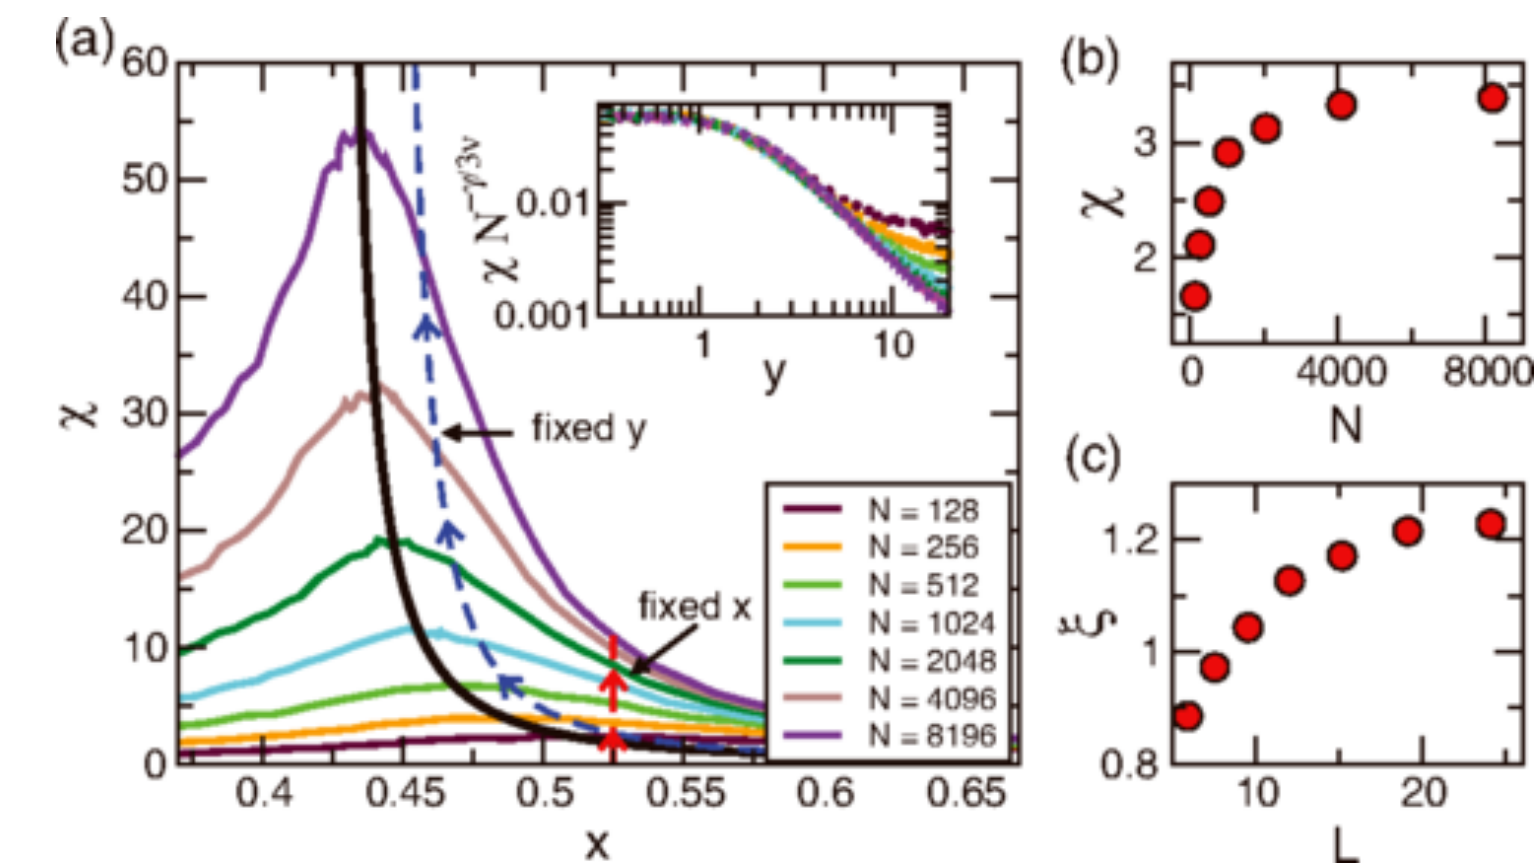 (a)
60
50
40
30
20
10
0
χ
0.4
0.45
0.5
0.55
0.6
0.65
x
fixed y
fixed x
χ N^{-γ/3ν}
0.01
0.001
1
10
y
N = 128
N = 256
N = 512
N = 1024
N = 2048
N = 4096
N = 8196
(b)
χ
3
2
0
4000
8000
N
(c)
ξ
1.2
1
0.8
10
20
L